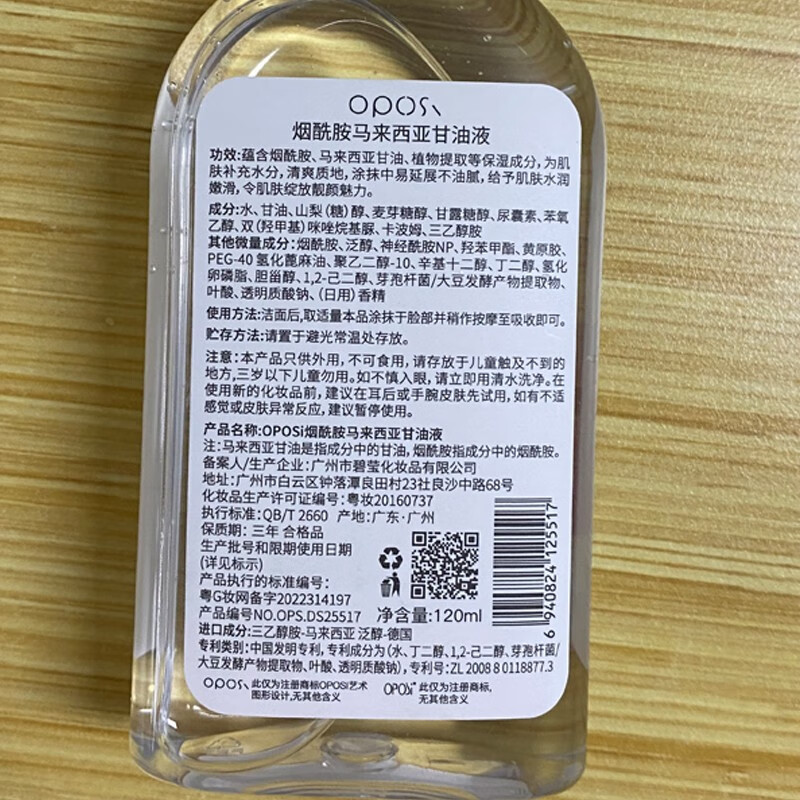 OPOSi
烟酰胺马来西亚甘油液
功效:蕴含烟酰胺、马来西亚甘油、植物提取等保湿成分,为肌
肤补充水分,清爽质地,涂抹中易延展不油腻,给予肌肤水润
嫩滑,令肌肤绽放靓颜魅力。
成分:水、甘油、山梨(糖)醇、麦芽糖醇、甘露糖醇、尿囊素、苯氧
乙醇、双(羟甲基)咪唑烷基脲、卡波姆、三乙醇胺
其他微量成分:烟酰胺、泛醇、神经酰胺NP、羟苯甲酯、黄原胶、
PEG-40 氢化蓖麻油、聚乙二醇-10、辛基十二醇、丁二醇、氢化
卵磷脂、胆甾醇、1,2-己二醇、芽孢杆菌/大豆发酵产物提取物、
叶酸、透明质酸钠、(日用)香精
使用方法:洁面后,取适量本品涂抹于脸部并稍作按摩至吸收即可。
贮存方法:请置于避光常温处存放。
注意:本产品只供外用,不可食用,请存放于儿童触及不到的
地方,三岁以下儿童勿用。如不慎入眼,请立即用清水洗净。在
使用新的化妆品前,建议在耳后或手腕皮肤先试用,如有不适
感觉或皮肤异常反应,建议暂停使用。
产品名称:OPOSi烟酰胺马来西亚甘油液
注:马来西亚甘油是指成分中的甘油,烟酰胺指成分中的烟酰胺。
备案人/生产企业:广州市碧莹化妆品有限公司
地址:广州市白云区钟落潭良田村23社良沙中路68号
化妆品生产许可证编号:粤妆20160737
执行标准:QB/T 2660 产地:广东·广州
保质期:三年 合格品
生产批号和限期使用日期
(详见标示)
产品执行的标准编号:
粤G妆网备字2022314197
产品编号NO.OPS.DS25517 净含量:120ml
6 940824 125517
进口成分:三乙醇胺-马来西亚 泛醇-德国
专利类别:中国发明专利,专利成分为(水、丁二醇、1,2-己二醇、芽孢杆菌/
大豆发酵产物提取物、叶酸、透明质酸钠),专利号:ZL 2008 8 0118877.3
OPOSi 此仅为注册商标OPOSI艺术
图形设计,无其他含义
OPOSi 此仅为注册商标,
无其他含义